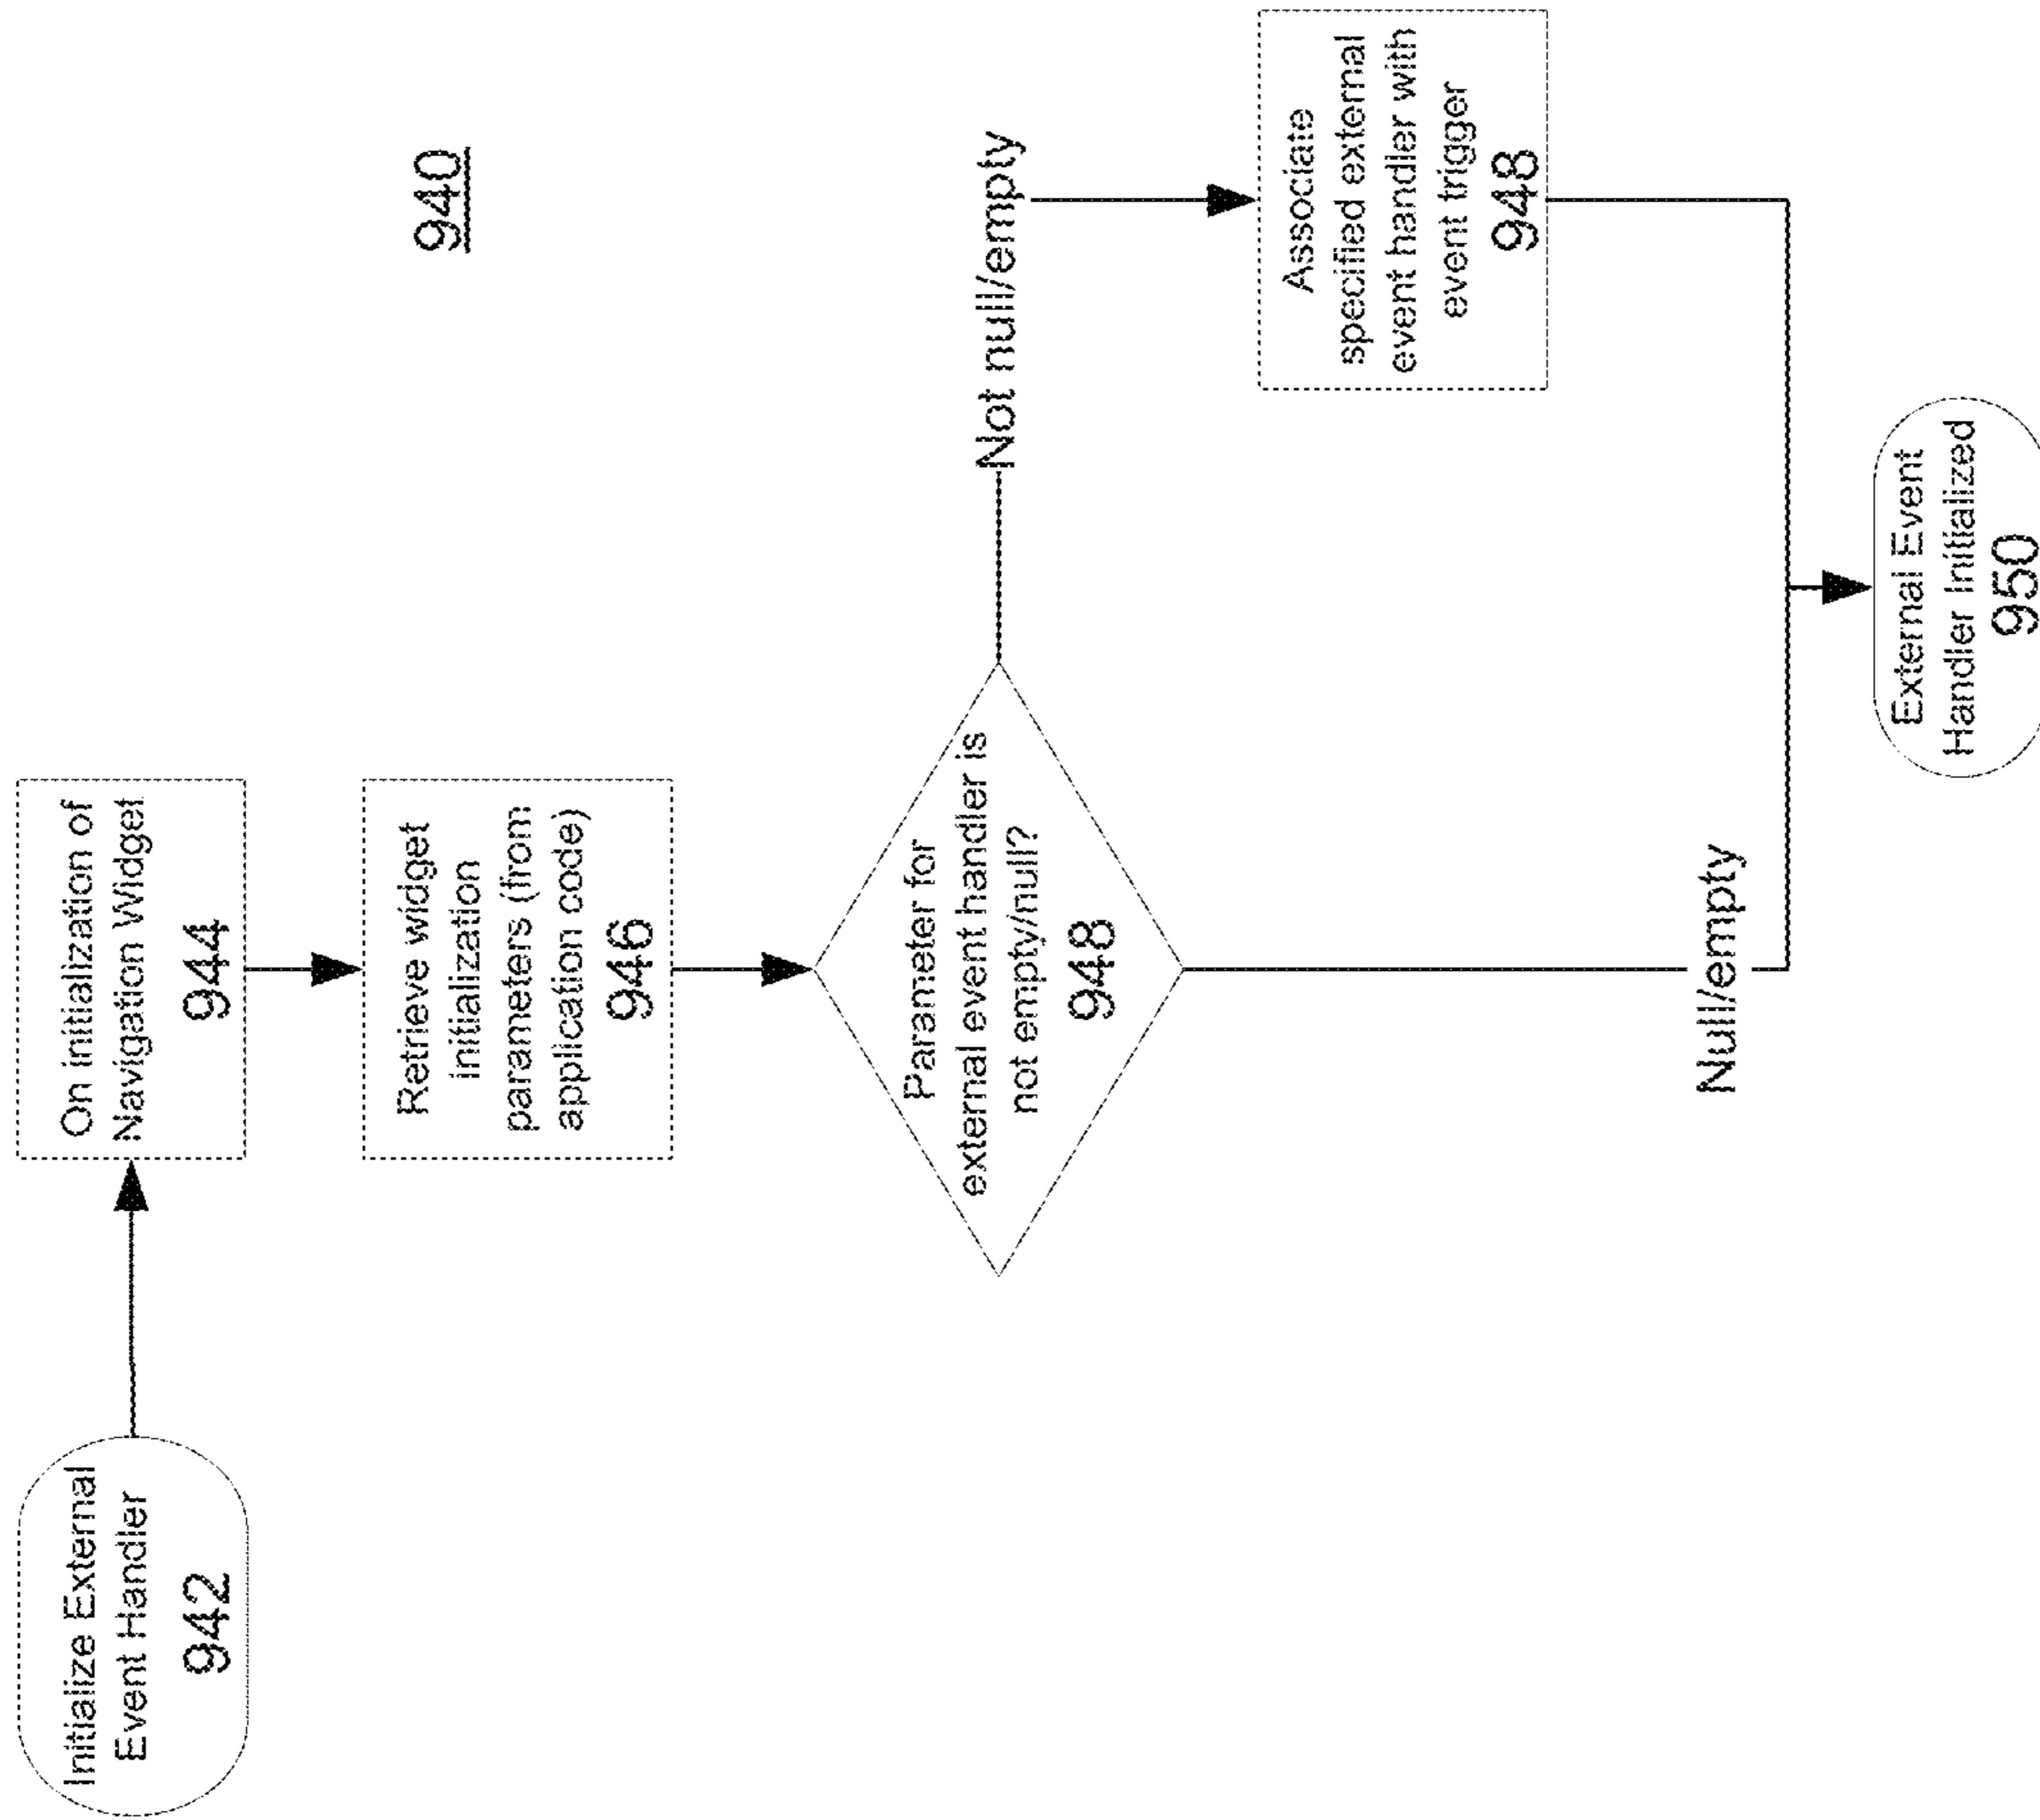 Initialize External
Event Handler
942
On initialization of
Navigation Widget
944
940
Retrieve widget
initialization
parameters (from
application code)
946
Parameter for
external event handler is
not empty/null?
948
Not null/empty
Associate
specified external
event handler with
event trigger
948
Null/empty
External Event
Handler Initialized
950